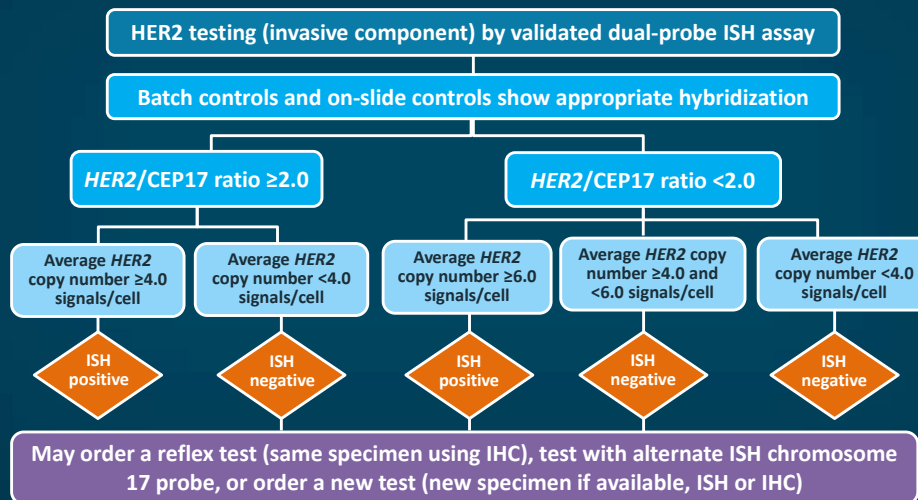 HER2 testing (invasive component) by validated dual-probe ISH assay
Batch controls and on-slide controls show appropriate hybridization
HER2/CEP17 ratio ≥2.0
HER2/CEP17 ratio <2.0
Average HER2
copy number ≥4.0
signals/cell
Average HER2
copy number <4.0
signals/cell
Average HER2
copy number ≥6.0
signals/cell
Average HER2 copy
number ≥4.0 and
<6.0 signals/cell
Average HER2
copy number <4.0
signals/cell
ISH
positive
ISH
negative
ISH
positive
ISH
negative
ISH
negative
May order a reflex test (same specimen using IHC), test with alternate ISH chromosome
17 probe, or order a new test (new specimen if available, ISH or IHC)